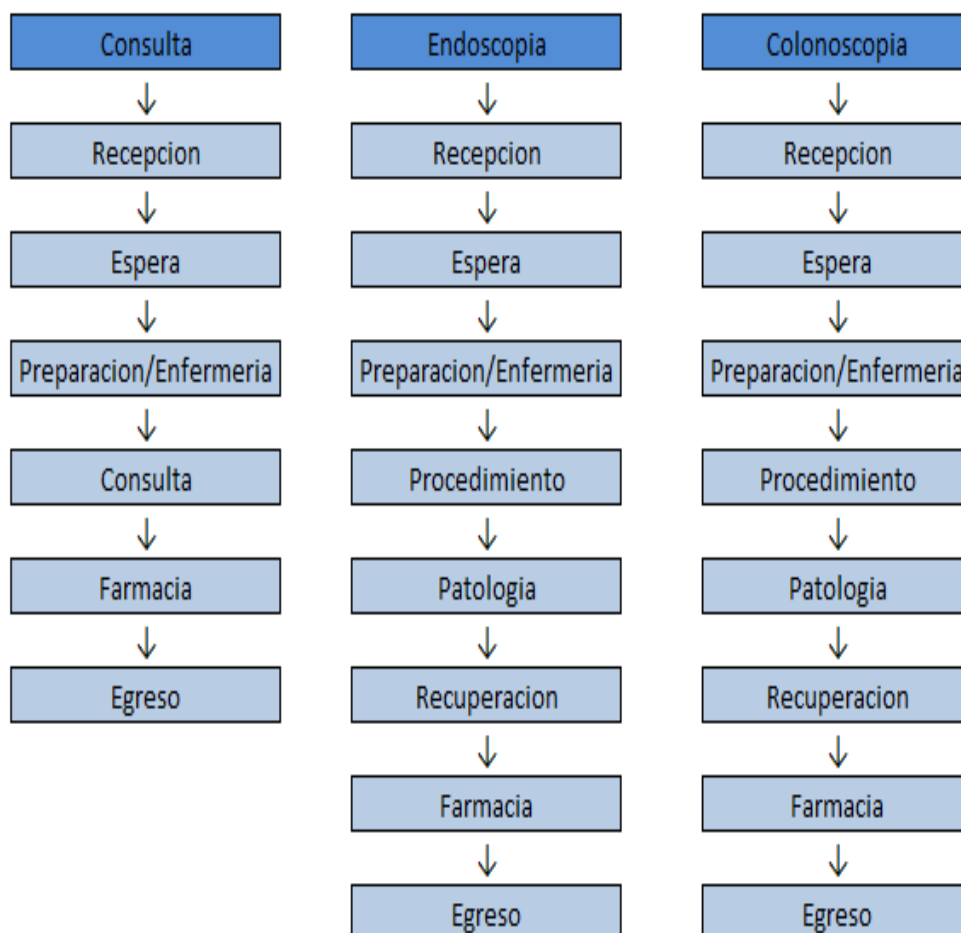 Consulta
Recepcion
Espera
Preparacion/Enfermeria
Consulta
Farmacia
Egreso
Endoscopia
Recepcion
Espera
Preparacion/Enfermeria
Procedimiento
Patologia
Recuperacion
Farmacia
Egreso
Colonoscopia
Recepcion
Espera
Preparacion/Enfermeria
Procedimiento
Patologia
Recuperacion
Farmacia
Egreso